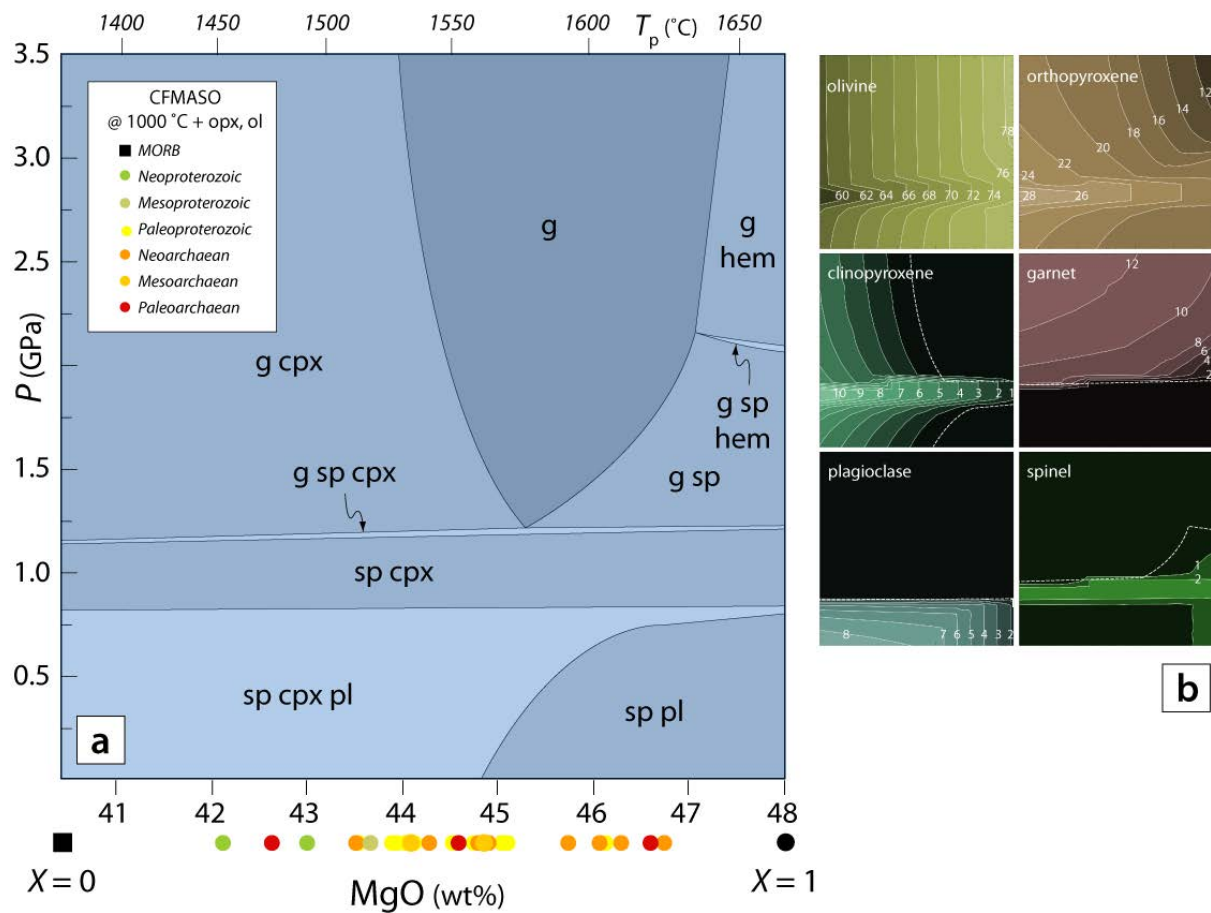 1400 1450 1500 1550 1600 Tp (˚C) 1650
3.5
3.0
2.5
2.0
1.5
1.0
0.5
P (GPa)
CFMASO
@ 1000 ˚C + opx, ol
MORB
Neoproterozoic
Mesoproterozoic
Paleoproterozoic
Neoarchaean
Mesoarchaean
Paleoarchaean
g
g
hem
g cpx
g sp
hem
g sp cpx
g sp
sp cpx
sp cpx pl
sp pl
a
41 42 43 44 45 46 47 48
X = 0 MgO (wt%) X = 1
olivine
78
76
60 62 64 66 68 70 72 74
orthopyroxene
12
14
16
18
20
22
24
28 26
clinopyroxene
10 9 8 7 6 5 4 3 2 1
garnet
12
10
8
6
4
2
plagioclase
1
8 7 6 5 4 3 2
spinel
1
2
b